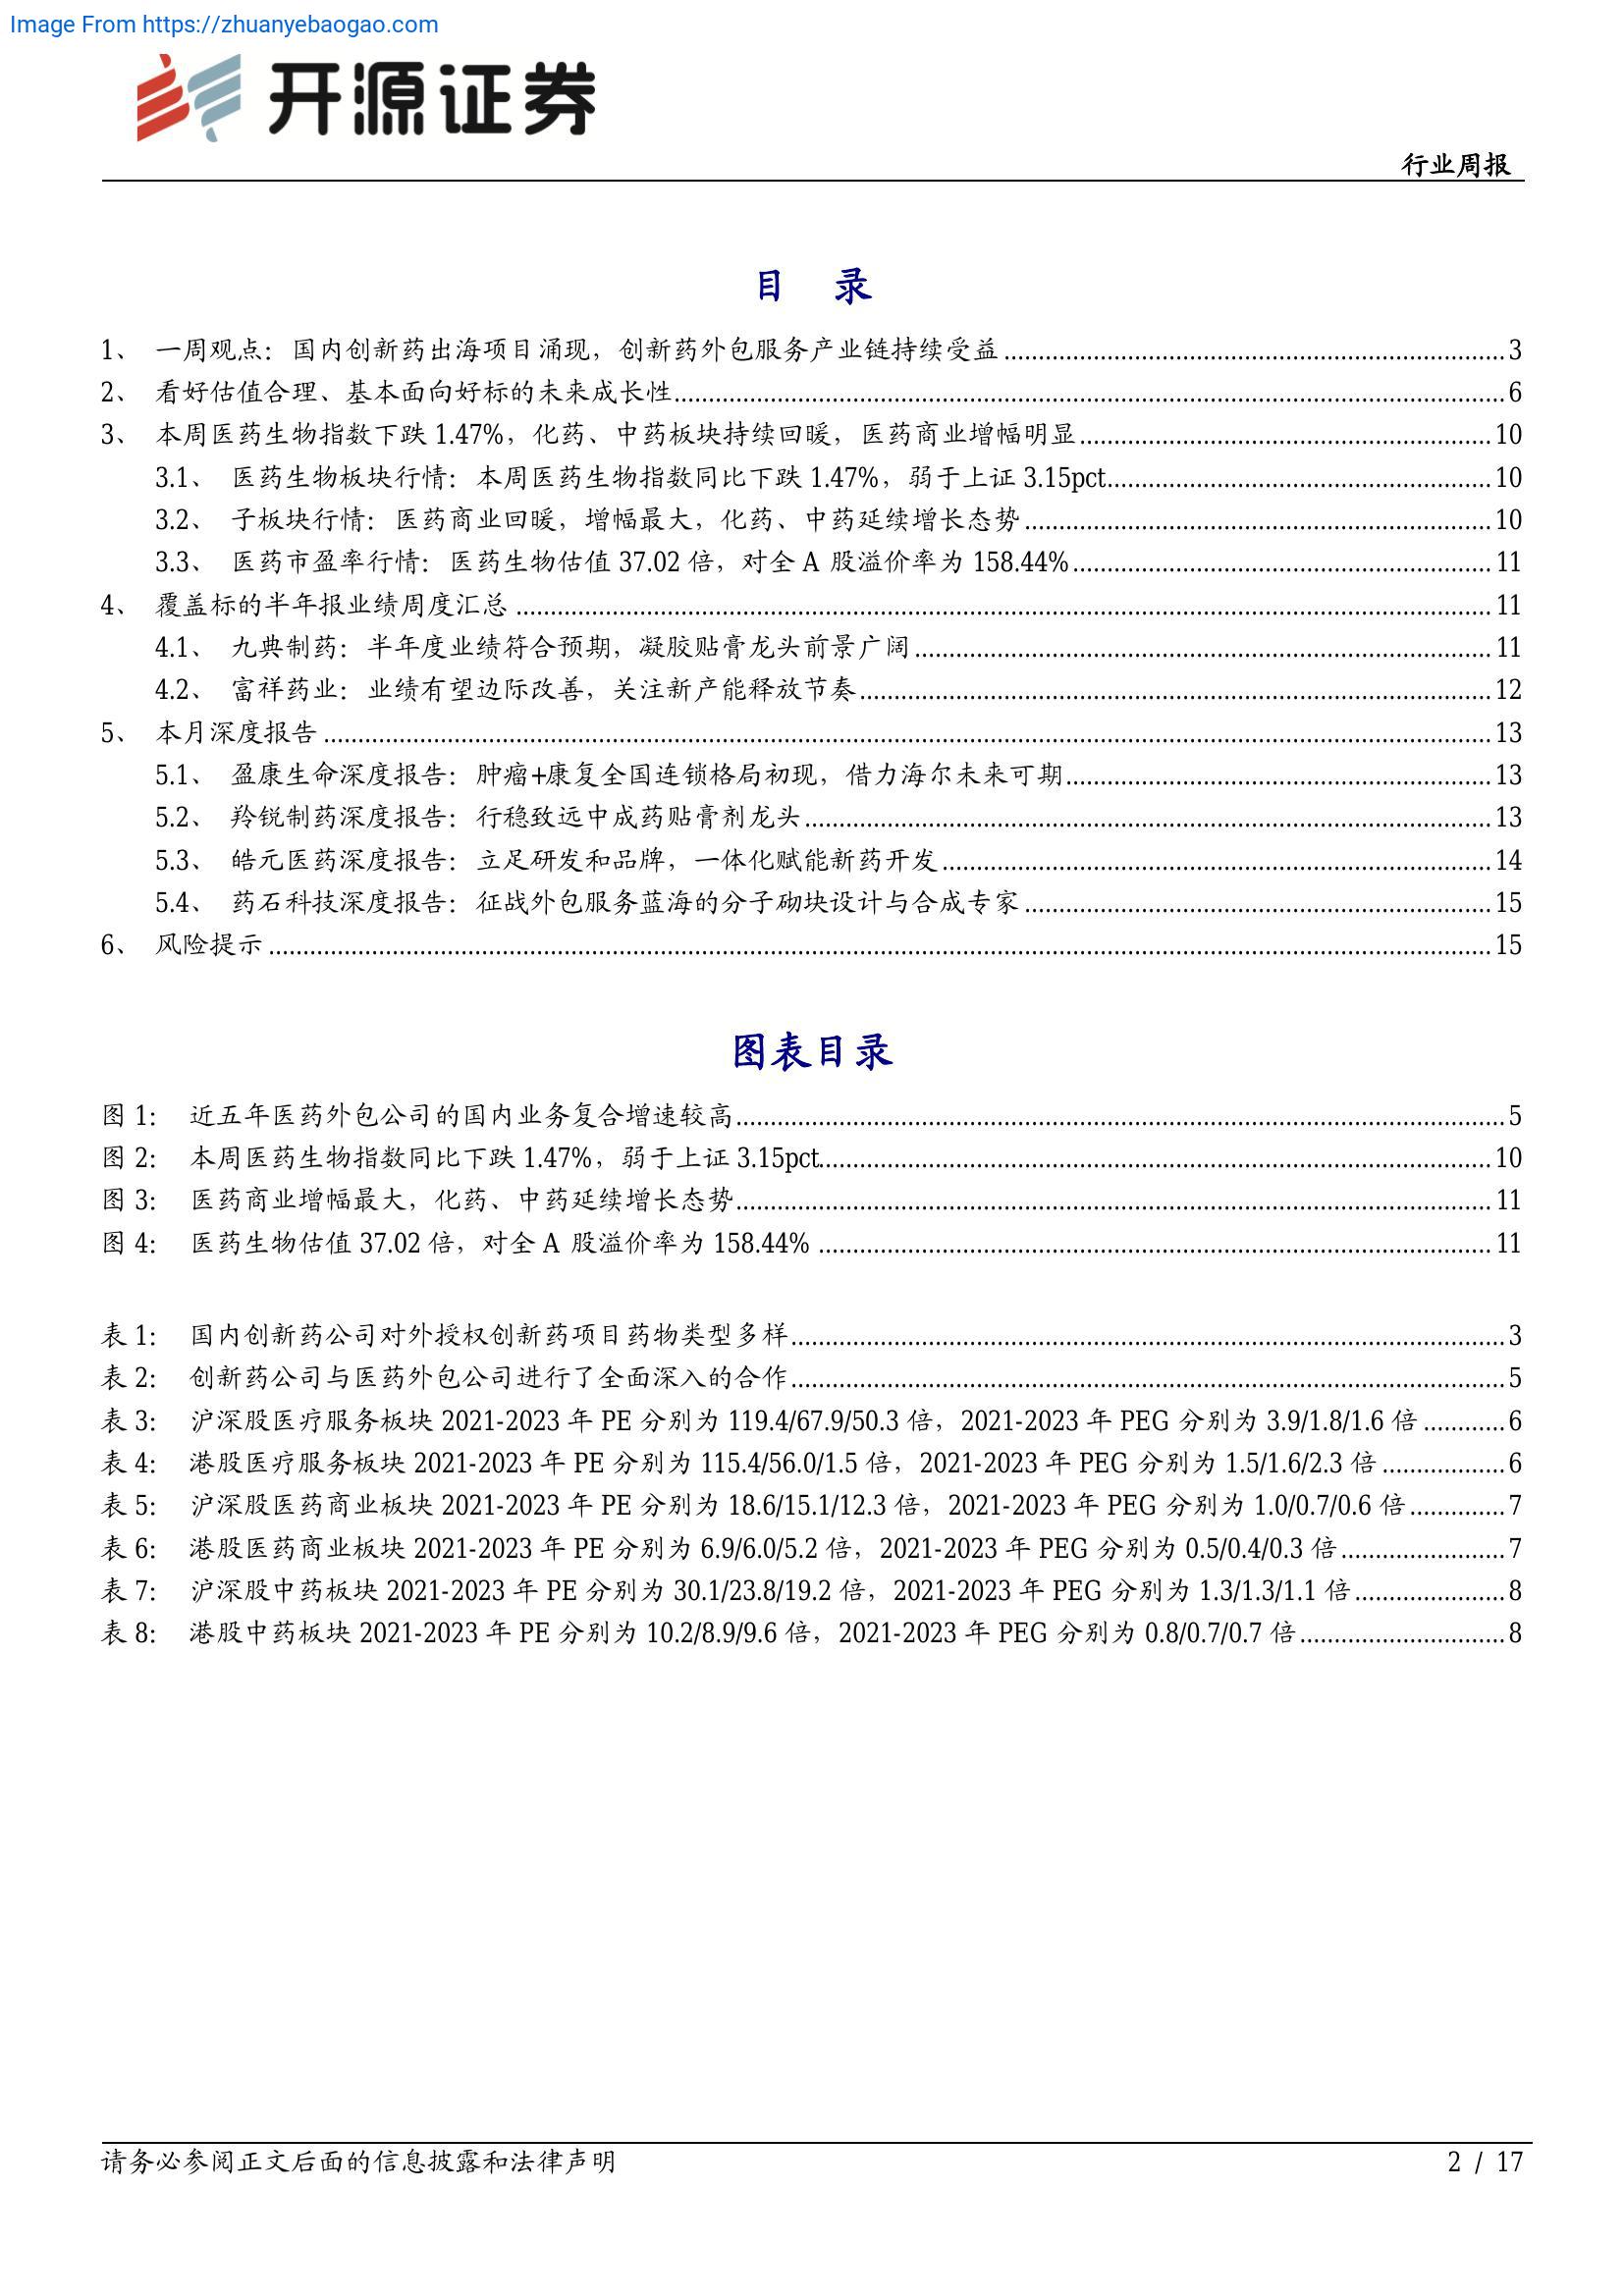 Image From https://zhuanyebaogao.com
开源证券
行业周报
目 录
1、 一周观点：国内创新药出海项目涌现，创新药外包服务产业链持续受益 3
2、 看好估值合理、基本面向好标的未来成长性 6
3、 本周医药生物指数下跌 1.47%，化药、中药板块持续回暖，医药商业增幅明显 10
3.1、 医药生物板块行情：本周医药生物指数同比下跌 1.47%，弱于上证 3.15pct 10
3.2、 子板块行情：医药商业回暖，增幅最大，化药、中药延续增长态势 10
3.3、 医药市盈率行情：医药生物估值 37.02 倍，对全 A 股溢价率为 158.44% 11
4、 覆盖标的半年报业绩周度汇总 11
4.1、 九典制药：半年度业绩符合预期，凝胶贴膏龙头前景广阔 11
4.2、 富祥药业：业绩有望边际改善，关注新产能释放节奏 12
5、 本月深度报告 13
5.1、 盈康生命深度报告：肿瘤+康复全国连锁格局初现，借力海尔未来可期 13
5.2、 羚锐制药深度报告：行稳致远中成药贴膏剂龙头 13
5.3、 皓元医药深度报告：立足研发和品牌，一体化赋能新药开发 14
5.4、 药石科技深度报告：征战外包服务蓝海的分子砌块设计与合成专家 15
6、 风险提示 15
图表目录
图 1： 近五年医药外包公司的国内业务复合增速较高 5
图 2： 本周医药生物指数同比下跌 1.47%，弱于上证 3.15pct 10
图 3： 医药商业增幅最大，化药、中药延续增长态势 11
图 4： 医药生物估值 37.02 倍，对全 A 股溢价率为 158.44% 11
表 1： 国内创新药公司对外授权创新药项目药物类型多样 3
表 2： 创新药公司与医药外包公司进行了全面深入的合作 5
表 3： 沪深股医疗服务板块 2021-2023 年 PE 分别为 119.4/67.9/50.3 倍，2021-2023 年 PEG 分别为 3.9/1.8/1.6 倍 6
表 4： 港股医疗服务板块 2021-2023 年 PE 分别为 115.4/56.0/1.5 倍，2021-2023 年 PEG 分别为 1.5/1.6/2.3 倍 6
表 5： 沪深股医药商业板块 2021-2023 年 PE 分别为 18.6/15.1/12.3 倍，2021-2023 年 PEG 分别为 1.0/0.7/0.6 倍 7
表 6： 港股医药商业板块 2021-2023 年 PE 分别为 6.9/6.0/5.2 倍，2021-2023 年 PEG 分别为 0.5/0.4/0.3 倍 7
表 7： 沪深股中药板块 2021-2023 年 PE 分别为 30.1/23.8/19.2 倍，2021-2023 年 PEG 分别为 1.3/1.3/1.1 倍 8
表 8： 港股中药板块 2021-2023 年 PE 分别为 10.2/8.9/9.6 倍，2021-2023 年 PEG 分别为 0.8/0.7/0.7 倍 8
请务必参阅正文后面的信息披露和法律声明
2 / 17